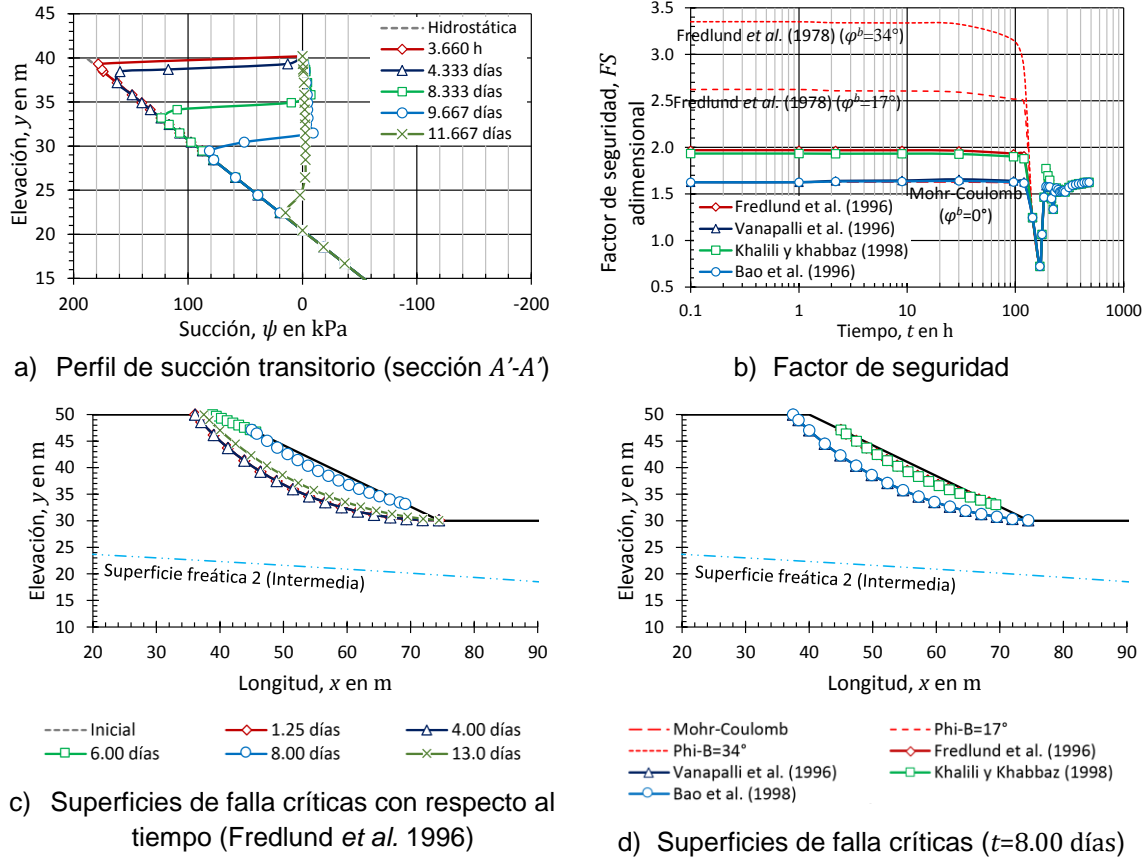 Elevación, y en m
45
40
35
30
25
20
15
200
100
0
-100
-200
Succión, ψ en kPa
Hidrostática
3.660 h
4.333 días
8.333 días
9.667 días
11.667 días
a) Perfil de succión transitorio (sección A'-A')
Factor de seguridad, FS
adimensional
3.5
3.0
2.5
2.0
1.5
1.0
0.5
0.1
1
10
100
1000
Tiempo, t en h
Fredlund et al. (1978) (φᵇ=34°)
Fredlund et al. (1978) (φᵇ=17°)
Mohr-Coulomb
(φᵇ=0°)
Fredlund et al. (1996)
Vanapalli et al. (1996)
Khalili y khabbaz (1998)
Bao et al. (1996)
b) Factor de seguridad
Elevación, y en m
50
45
40
35
30
25
20
15
10
20
30
40
50
60
70
80
90
Superficie freática 2 (Intermedia)
Longitud, x en m
Inicial
1.25 días
4.00 días
6.00 días
8.00 días
13.0 días
c) Superficies de falla críticas con respecto al
tiempo (Fredlund et al. 1996)
Elevación, y en m
50
45
40
35
30
25
20
15
10
20
30
40
50
60
70
80
90
Superficie freática 2 (Intermedia)
Longitud, x en m
Mohr-Coulomb
Phi-B=17°
Phi-B=34°
Fredlund et al. (1996)
Vanapalli et al. (1996)
Khalili y Khabbaz (1998)
Bao et al. (1998)
d) Superficies de falla críticas (t=8.00 días)